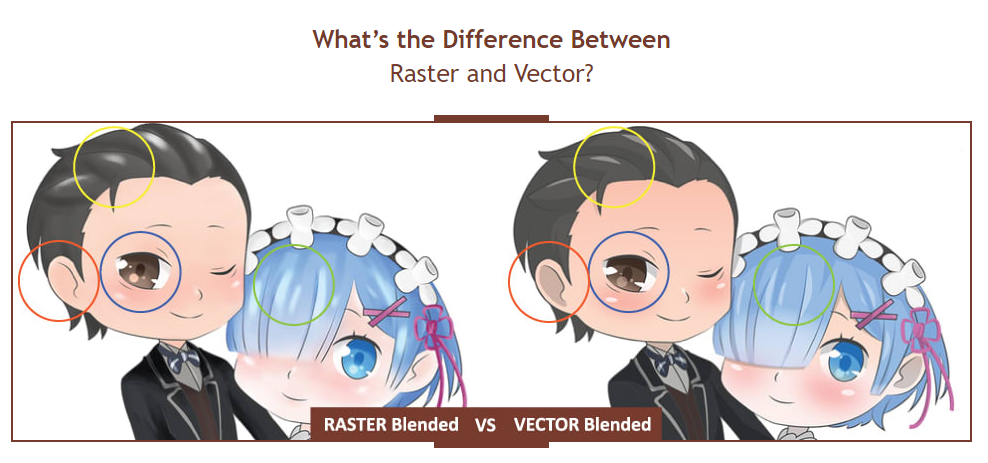 What's the Difference Between
Raster and Vector?
RASTER Blended VS VECTOR Blended